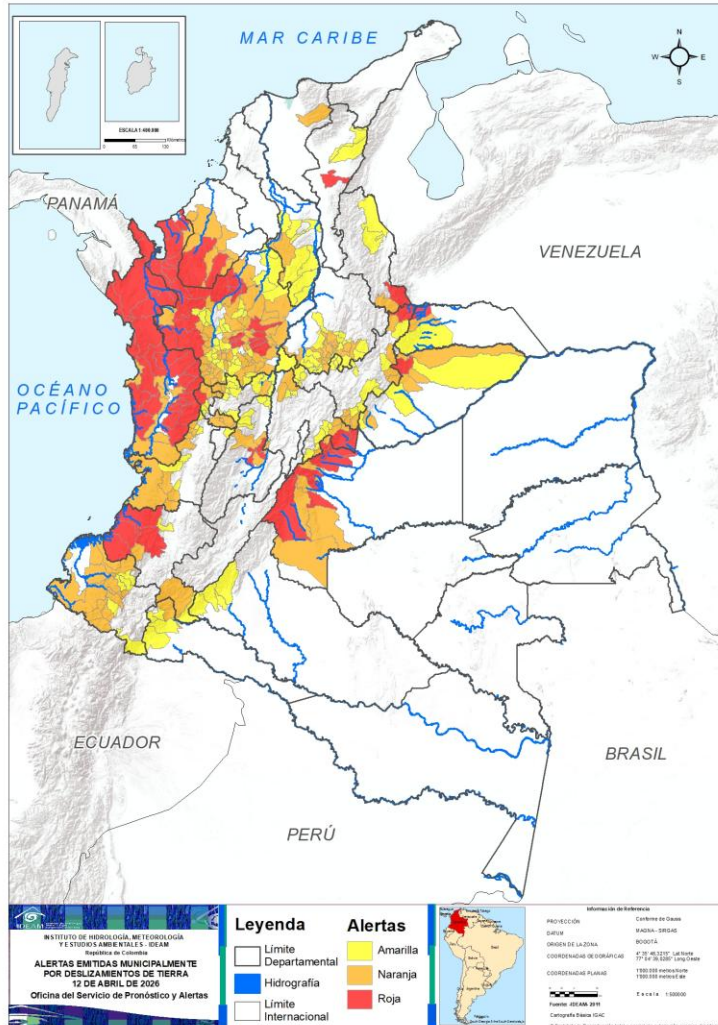 MAR CARIBE
N
W E
S
ESCALA 1:400.000
PANAMÁ
VENEZUELA
OCÉANO
PACÍFICO
ECUADOR
BRASIL
PERÚ
IDEAM
INSTITUTO DE HIDROLOGÍA, METEOROLOGÍA
Y ESTUDIOS AMBIENTALES - IDEAM
República de Colombia
ALERTAS EMITIDAS MUNICIPALMENTE
POR DESLIZAMIENTOS DE TIERRA
12 DE ABRIL DE 2026
Oficina del Servicio de Pronóstico y Alertas
Leyenda
Límite
Departamental
Hidrografía
Límite
Internacional
Alertas
Amarilla
Naranja
Roja
Información de Referencia
PROYECCIÓN Conforme de Gauss
DATUM MAGNA - SIRGAS
ORIGEN DE LA ZONA BOGOTÁ
COORDENADAS GEOGRÁFICAS
COORDENADAS PLANAS
Cartografía Básica IGAC